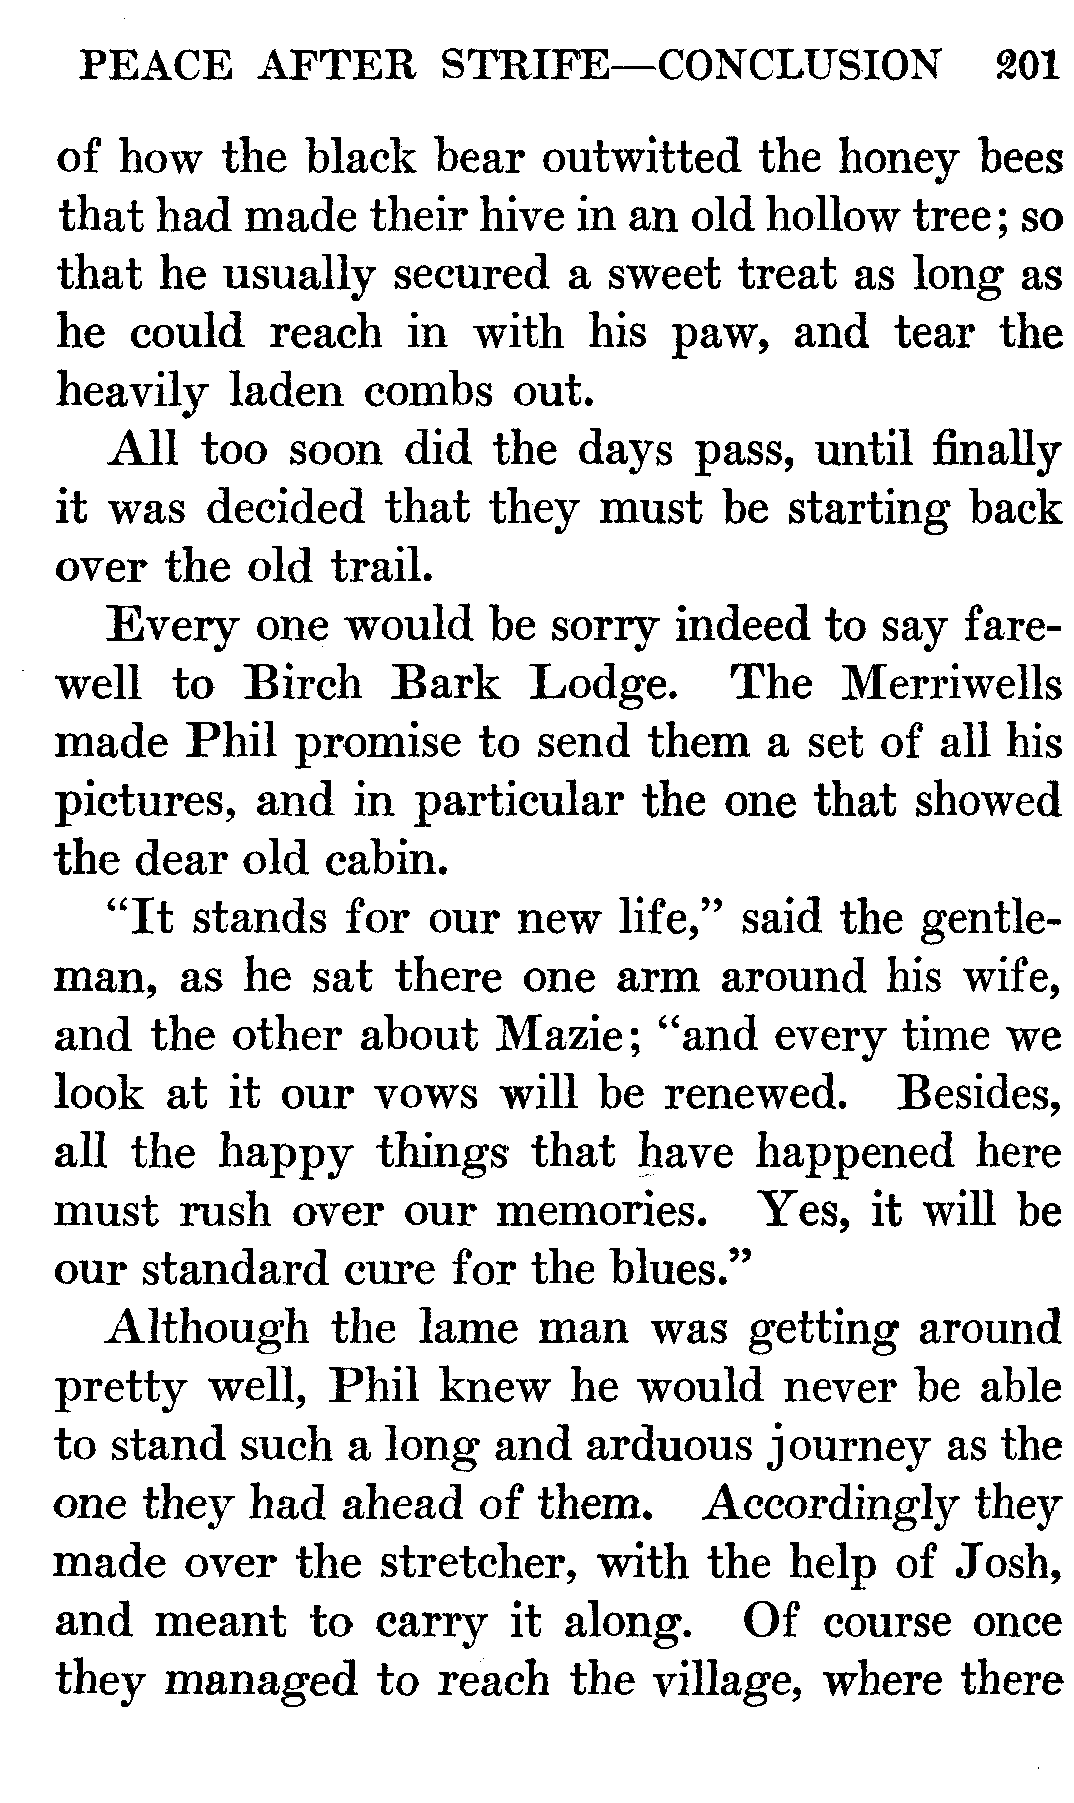 PEACE AFTER STRIFE—CONCLUSION 201
of how the black bear outwitted the honey bees
that had made their hive in an old hollow tree; so
that he usually secured a sweet treat as long as
he could reach in with his paw, and tear the
heavily laden combs out.
All too soon did the days pass, until finally
it was decided that they must be starting back
over the old trail.
Every one would be sorry indeed to say fare-
well to Birch Bark Lodge. The Merriwells
made Phil promise to send them a set of all his
pictures, and in particular the one that showed
the dear old cabin.
“It stands for our new life,” said the gentle-
man, as he sat there one arm around his wife,
and the other about Mazie; “and every time we
look at it our vows will be renewed. Besides,
all the happy things that have happened here
must rush over our memories. Yes, it will be
our standard cure for the blues.”
Although the lame man was getting around
pretty well, Phil knew he would never be able
to stand such a long and arduous journey as the
one they had ahead of them. Accordingly they
made over the stretcher, with the help of Josh,
and meant to carry it along. Of course once
they managed to reach the village, where there